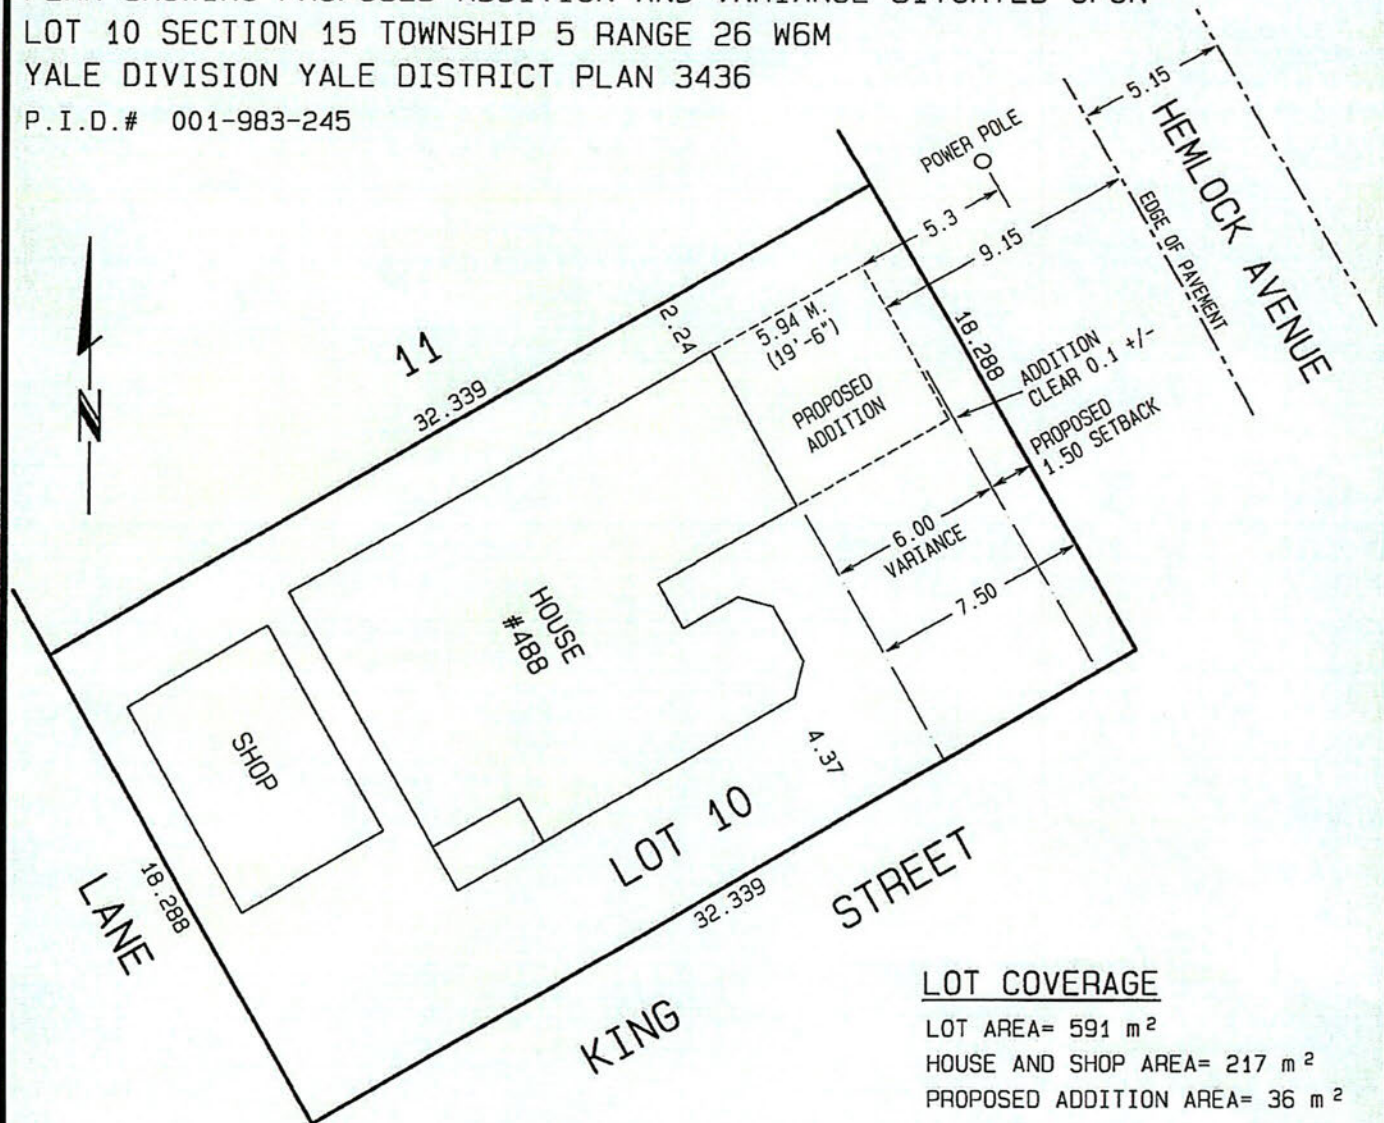 LOT 10 SECTION 15 TOWNSHIP 5 RANGE 26 W6M
YALE DIVISION YALE DISTRICT PLAN 3436
P.I.D.# 001-983-245
5.15
HEMLOCK AVENUE
POWER POLE
EDGE OF PAVEMENT
5.3
9.15
N
11
32.339
2.24
5.94 M.
(19'-6")
18.288
PROPOSED
ADDITION
ADDITION
CLEAR 0.1 +/-
PROPOSED
1.50 SETBACK
6.00
VARIANCE
7.50
HOUSE
#488
SHOP
4.37
LOT 10
32.339
18.288
LANE
KING STREET
LOT COVERAGE
LOT AREA= 591 m²
HOUSE AND SHOP AREA= 217 m²
PROPOSED ADDITION AREA= 36 m²